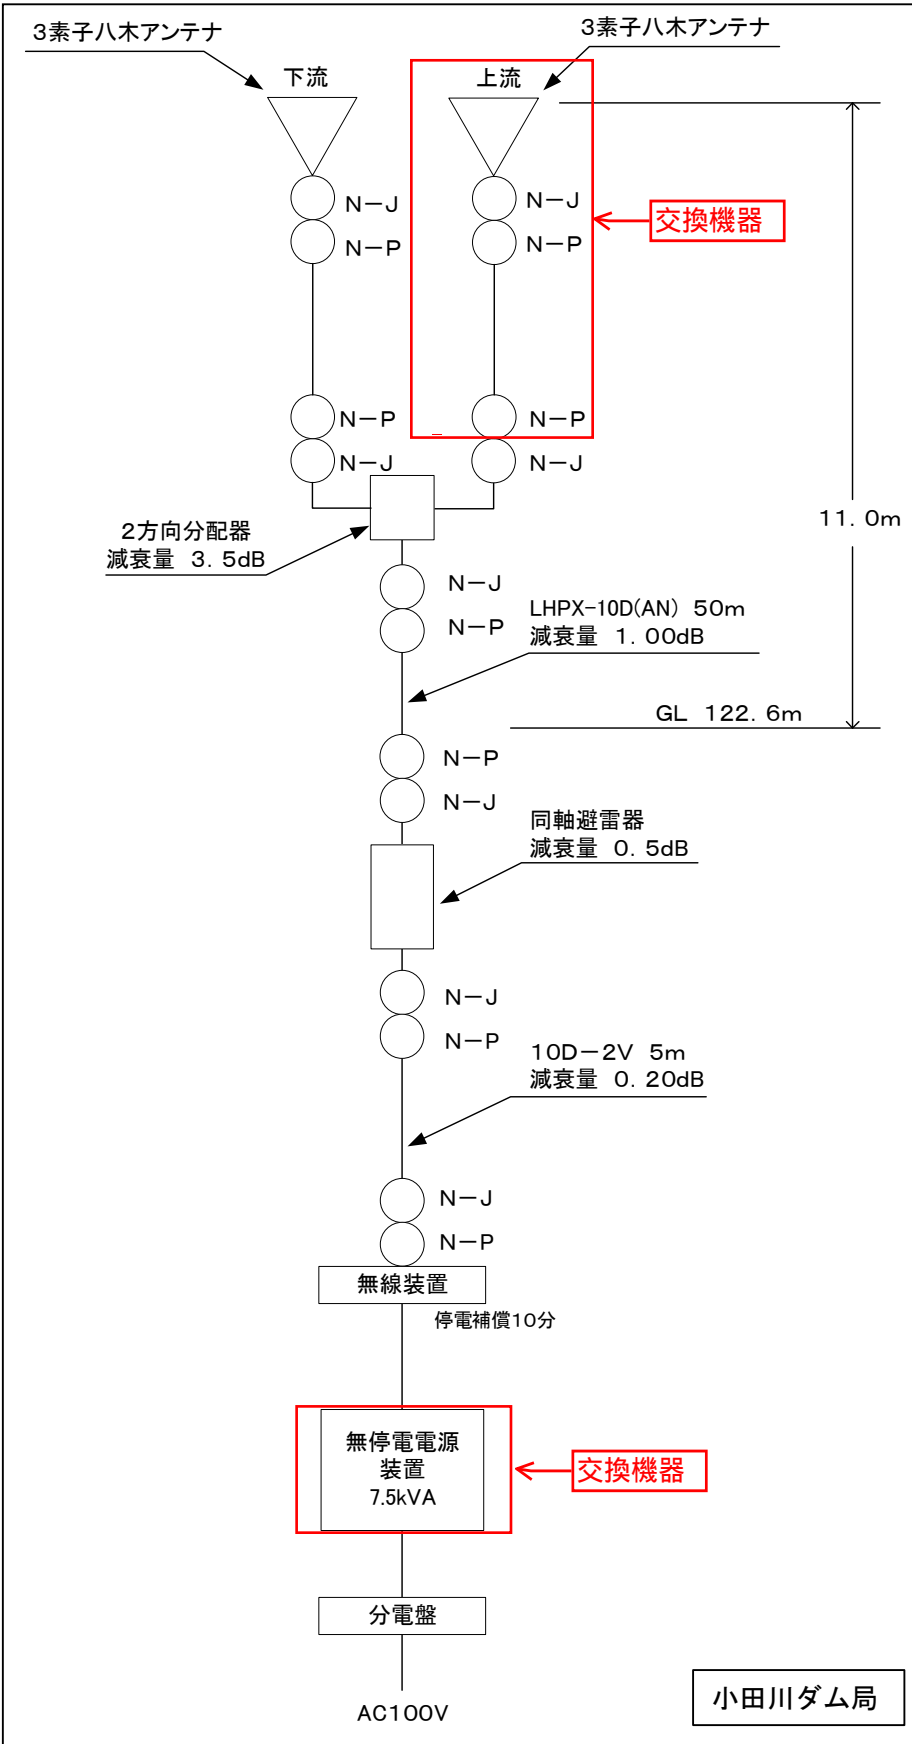 3素子八木アンテナ
3素子八木アンテナ
下流
上流
N－J
N－P
N－J
N－P
交換機器
N－P
N－J
N－P
N－J
11．0m
2方向分配器
減衰量 3．5dB
N－J
N－P
LHPX-10D(AN) 50m
減衰量 1．00dB
GL 122．6m
N－P
N－J
同軸避雷器
減衰量 0．5dB
N－J
N－P
10D－2V 5m
減衰量 0．20dB
N－J
N－P
無線装置
停電補償10分
無停電電源
装置
7.5kVA
交換機器
分電盤
AC100V
小田川ダム局